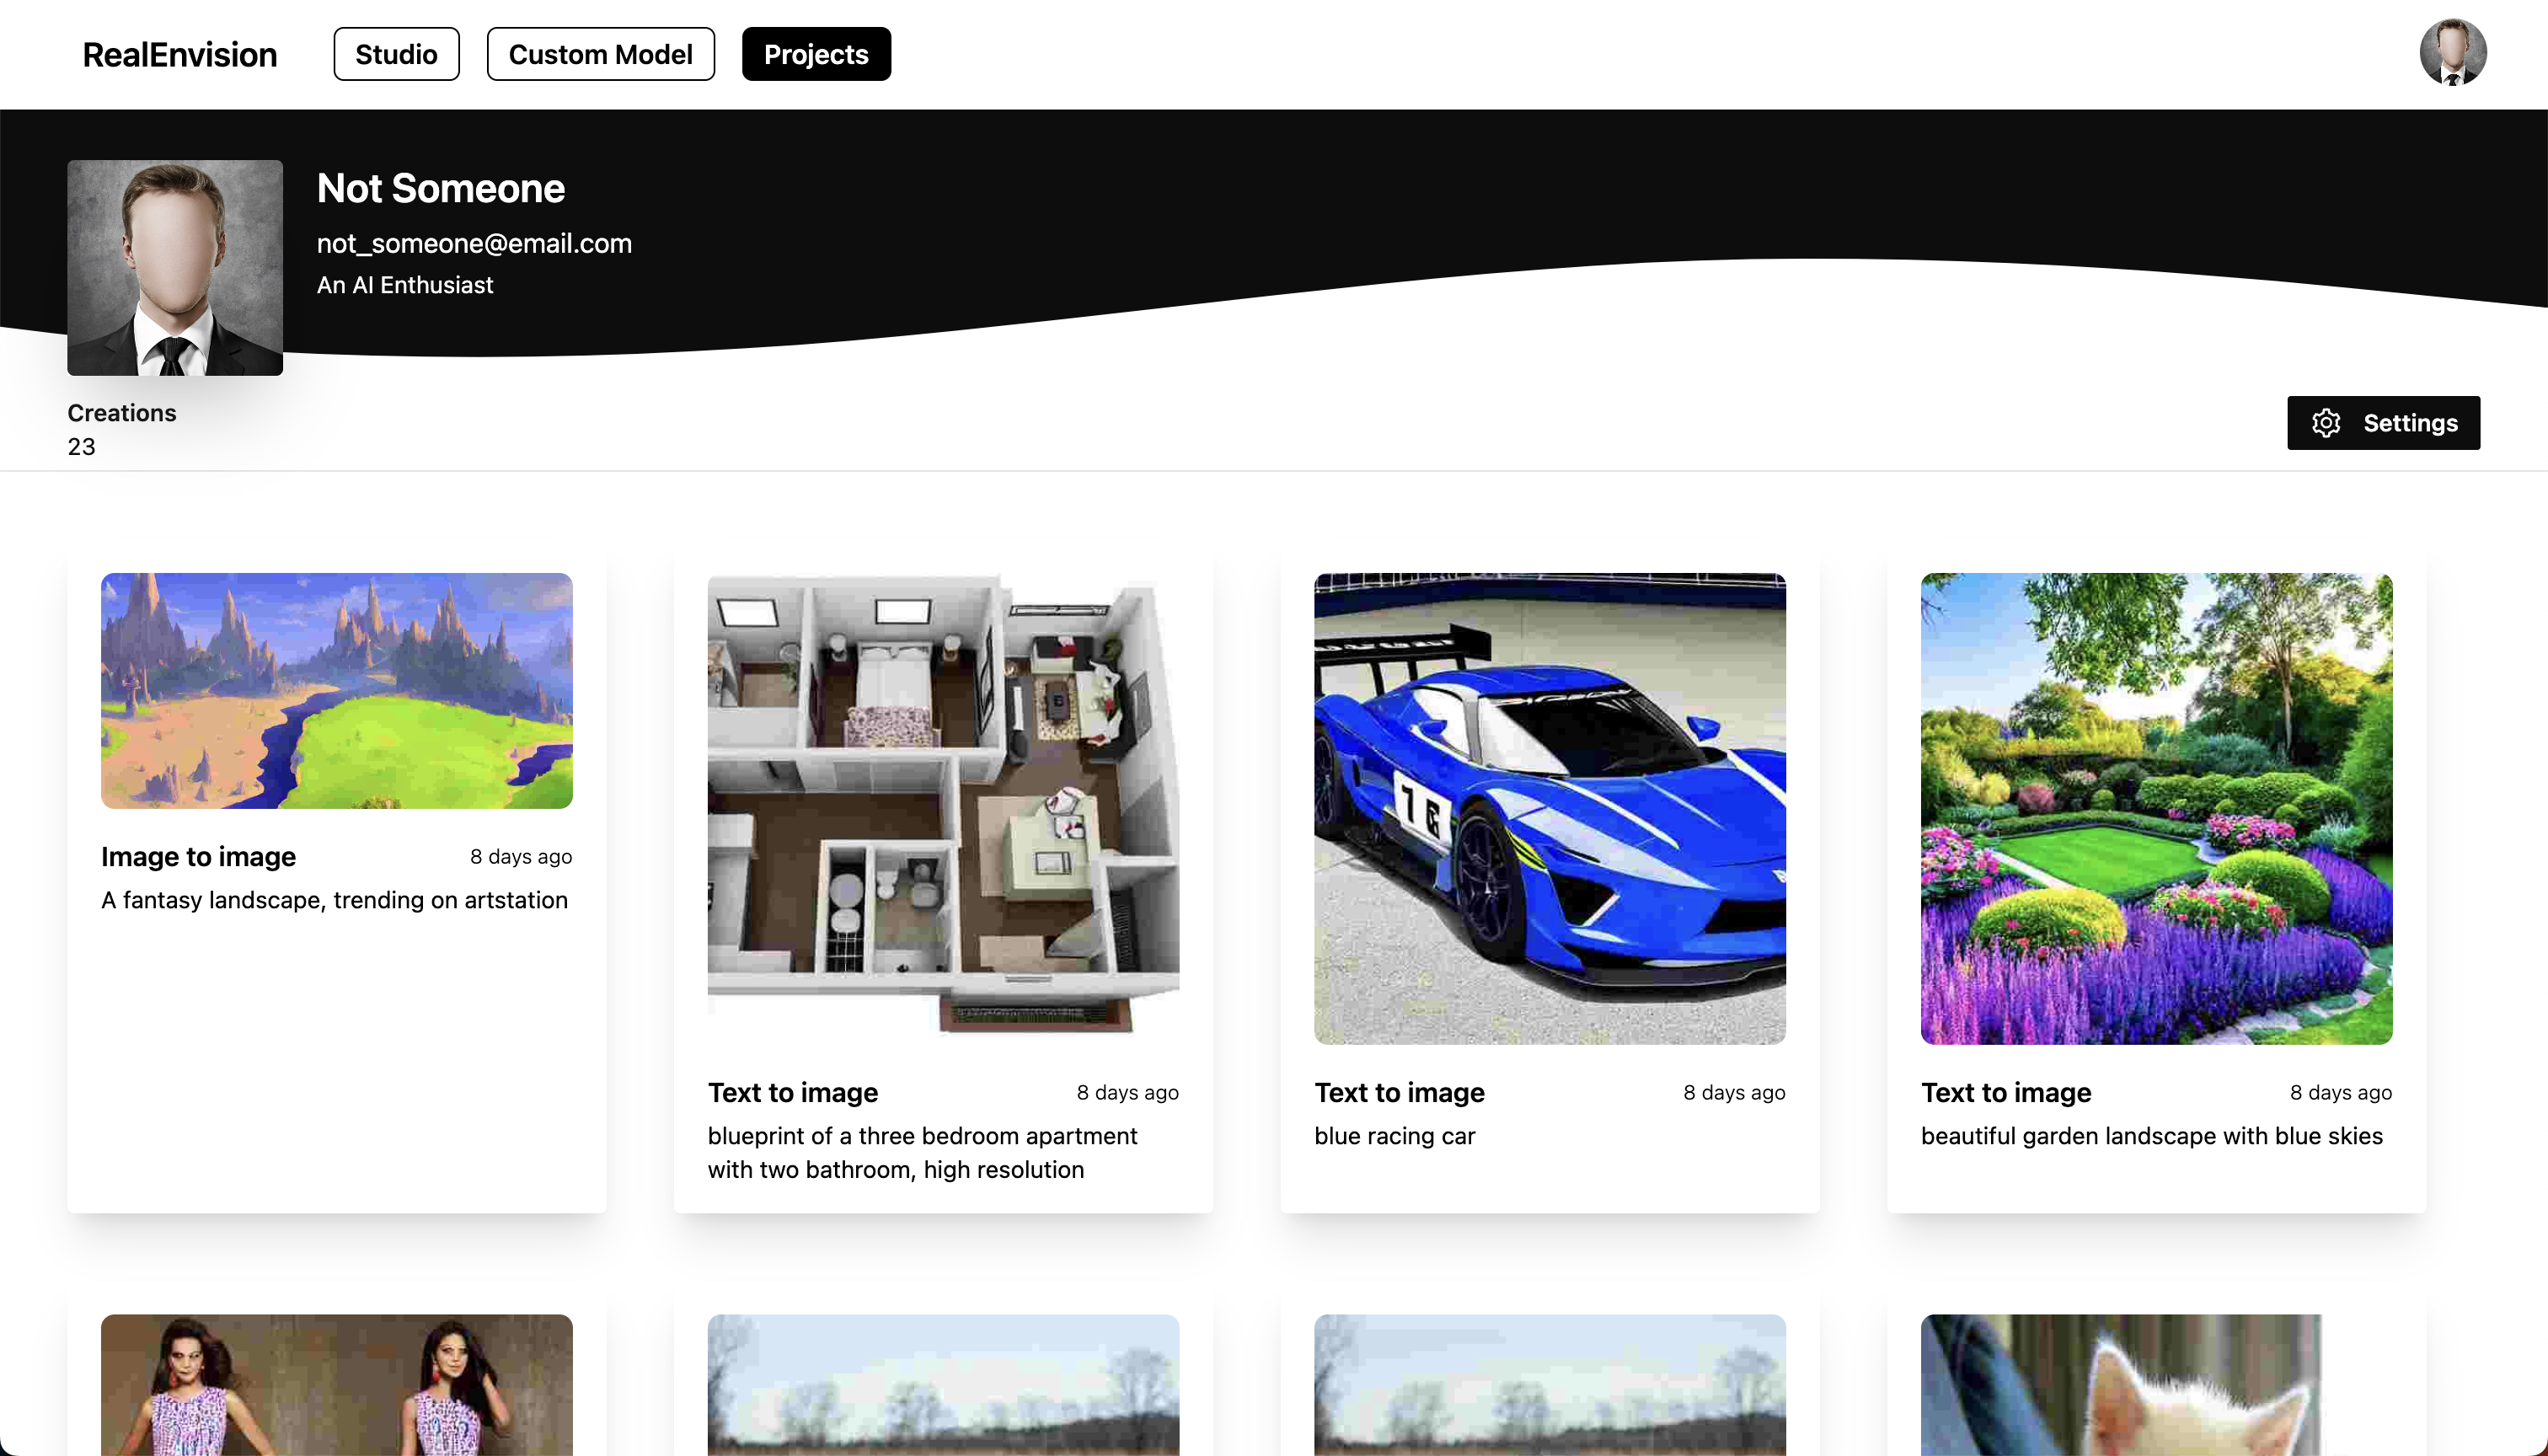 RealEnvision
Studio
Custom Model
Projects
Not Someone
not_someone@email.com
An AI Enthusiast
Creations
23
Settings
Image to image
8 days ago
A fantasy landscape, trending on artstation
Text to image
8 days ago
blueprint of a three bedroom apartment
with two bathroom, high resolution
Text to image
8 days ago
blue racing car
Text to image
8 days ago
beautiful garden landscape with blue skies